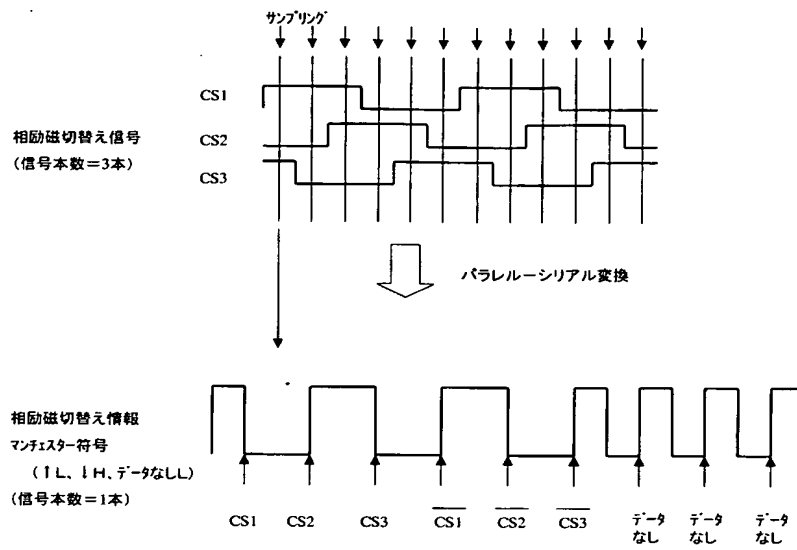 サンプリング
CS1
CS2
CS3
相励磁切替え信号
(信号本数=3本)
パラレルーシリアル変換
相励磁切替え情報
マンチェスター符号
(↑L、↓H、データなしL)
(信号本数=1本)
CS1 CS2 CS3 C̅S̅1̅ C̅S̅2̅ C̅S̅3̅ データ データ データ
なし なし なし